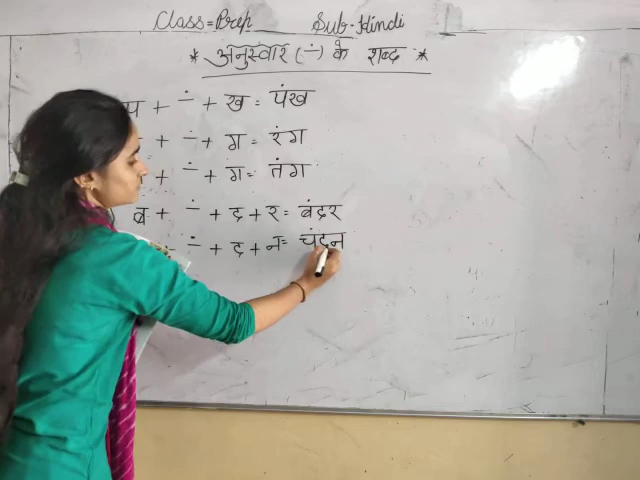 Class=Prep Sub-Hindi
* अनुस्वार (∸) के शब्द *
प + ∸ + ख = पंख
+ ∸ + ग = रंग
+ ∸ + ग = तंग
ब + ∸ + द + र = बंदर
∸ + द + न = चंदन